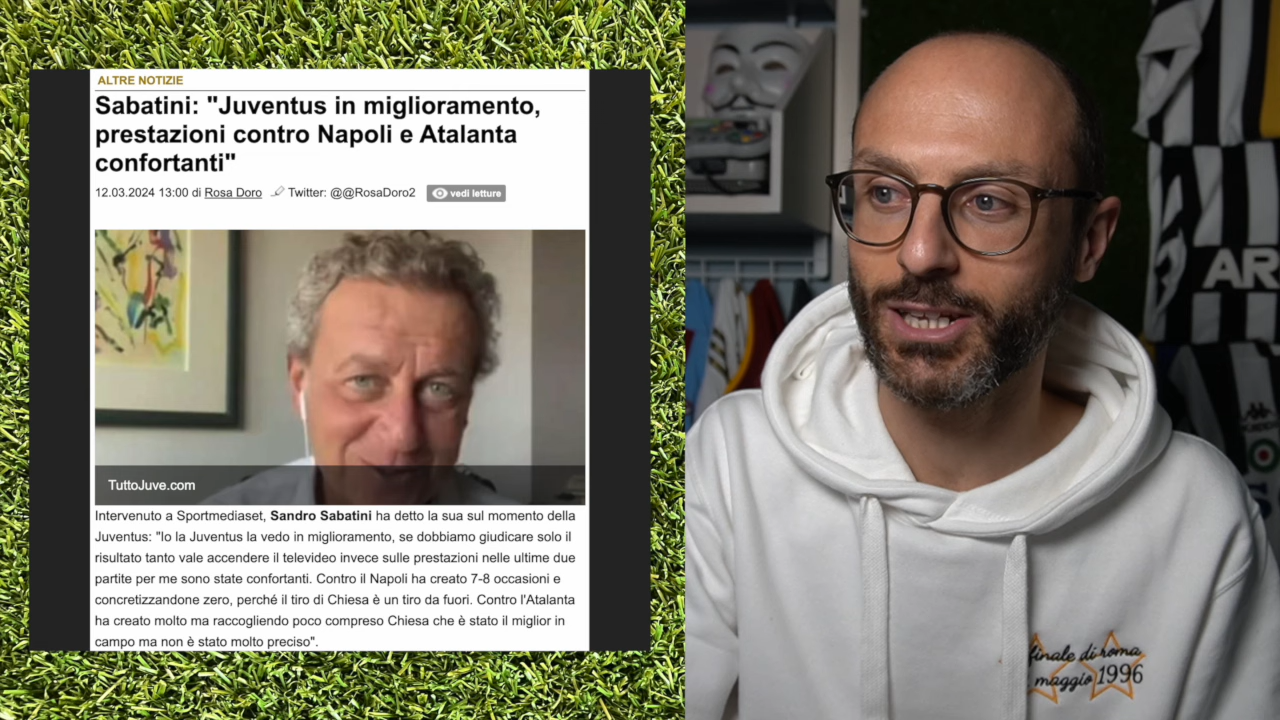 ALTRE NOTIZIE
Sabatini: "Juventus in miglioramento,
prestazioni contro Napoli e Atalanta
confortanti"
12.03.2024 13:00 di Rosa Doro Twitter: @@RosaDoro2 vedi letture
TuttoJuve.com
Intervenuto a Sportmediaset, Sandro Sabatini ha detto la sua sul momento della
Juventus: "Io la Juventus la vedo in miglioramento, se dobbiamo giudicare solo il
risultato tanto vale accendere il televideo invece sulle prestazioni nelle ultime due
partite per me sono state confortanti. Contro il Napoli ha creato 7-8 occasioni e
concretizzandone zero, perché il tiro di Chiesa è un tiro da fuori. Contro l'Atalanta
ha creato molto ma raccogliendo poco compreso Chiesa che è stato il miglior in
campo ma non è stato molto preciso".
AR
finale di roma
maggio 1996